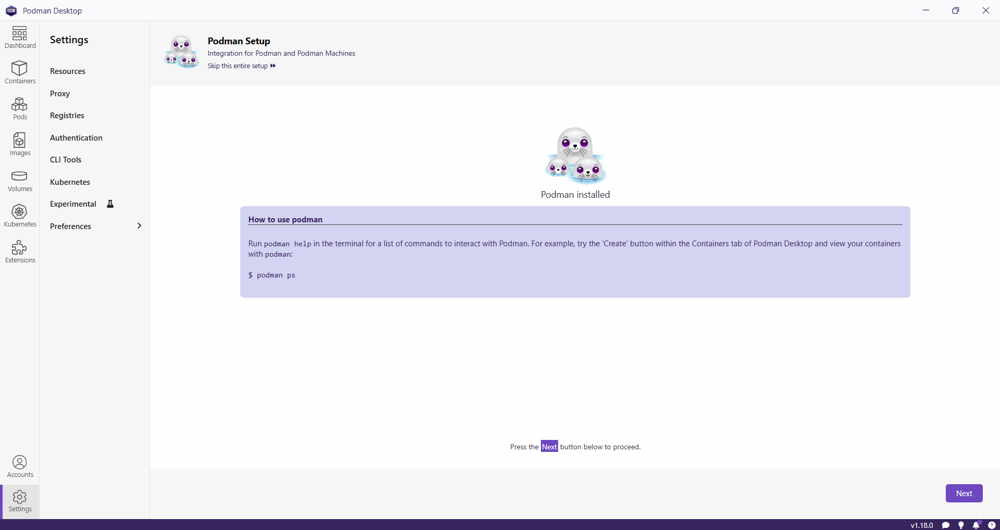 Podman Desktop
Dashboard
Containers
Pods
Images
Volumes
Kubernetes
Extensions
Accounts
Settings
Settings
Resources
Proxy
Registries
Authentication
CLI Tools
Kubernetes
Experimental
Preferences
Podman Setup
Integration for Podman and Podman Machines
Skip this entire setup
Podman installed
How to use podman
Run podman help in the terminal for a list of commands to interact with Podman. For example, try the 'Create' button within the Containers tab of Podman Desktop and view your containers
with podman:
$ podman ps
Press the Next button below to proceed.
Next
v1.18.0